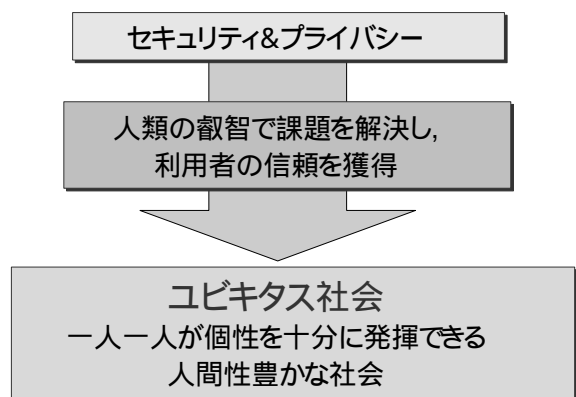 セキュリティ&プライバシー
人類の叡智で課題を解決し,
利用者の信頼を獲得
ユビキタス社会
一人一人が個性を十分に発揮できる
人間性豊かな社会